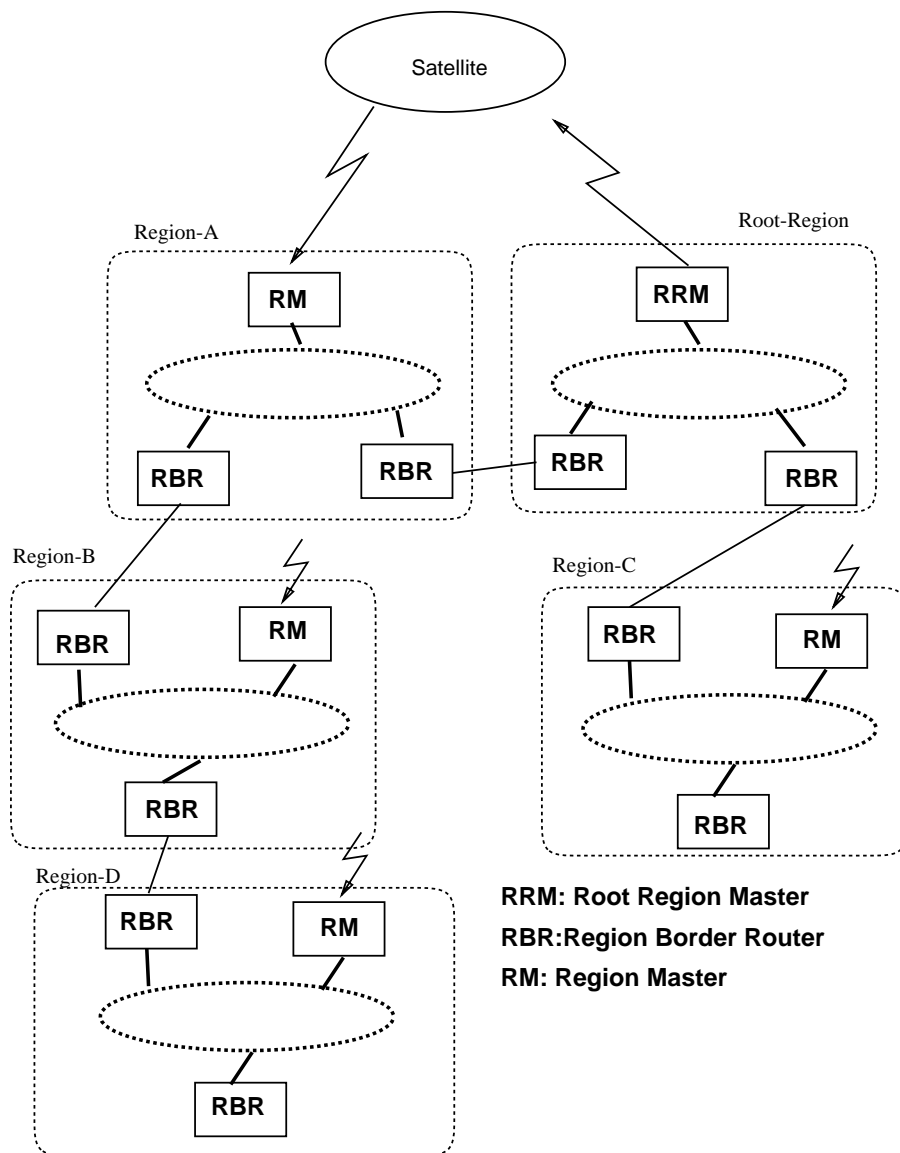 Satellite
Region-A
Root-Region
RM
RRM
RBR
RBR
RBR
RBR
Region-B
Region-C
RBR
RM
RBR
RM
RBR
RBR
Region-D
RBR
RM
RBR
RRM: Root Region Master
RBR:Region Border Router
RM: Region Master